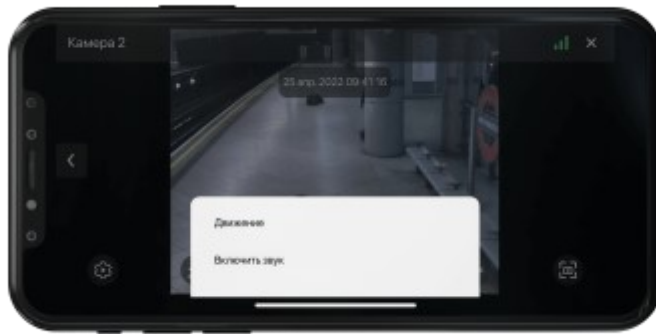 Камера 2
25 апр. 2022 09:41:16
Движение
Включить звук